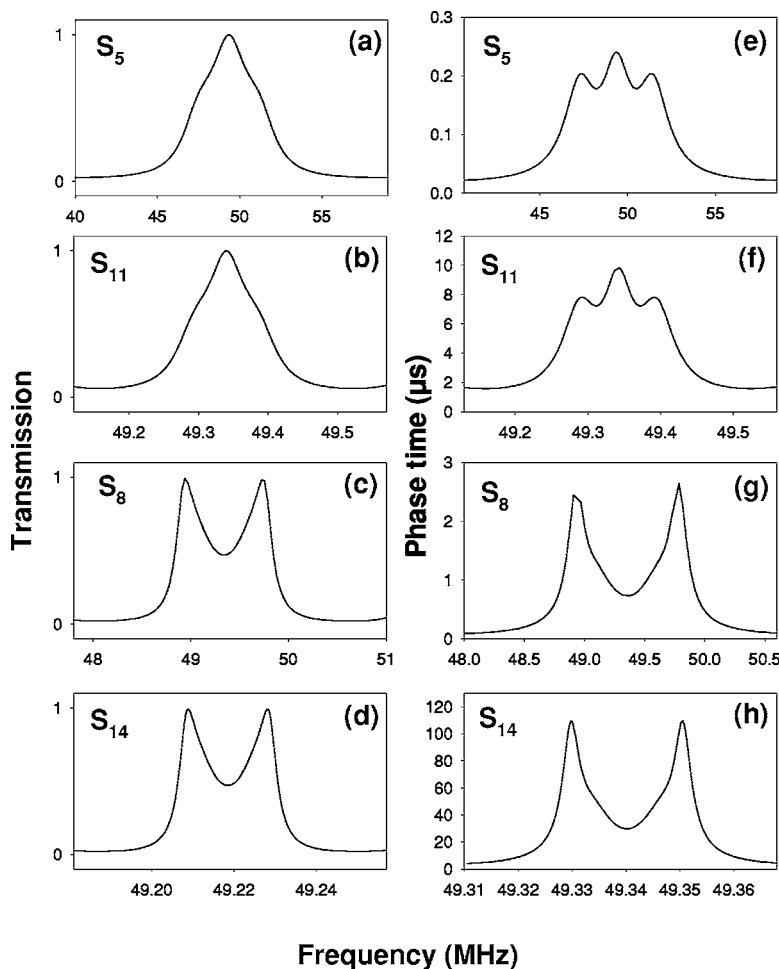 Transmission
S5 (a)
1
0
40 45 50 55
S11 (b)
1
0
49.2 49.3 49.4 49.5
S8 (c)
1
0
48 49 50 51
S14 (d)
1
0
49.20 49.22 49.24
Phase time (μs)
S5 (e)
0.3
0.2
0.1
0.0
45 50 55
S11 (f)
12
10
8
6
4
2
0
49.2 49.3 49.4 49.5
S8 (g)
3
2
1
0
48.0 48.5 49.0 49.5 50.0 50.5
S14 (h)
120
100
80
60
40
20
0
49.31 49.32 49.33 49.34 49.35 49.36
Frequency (MHz)